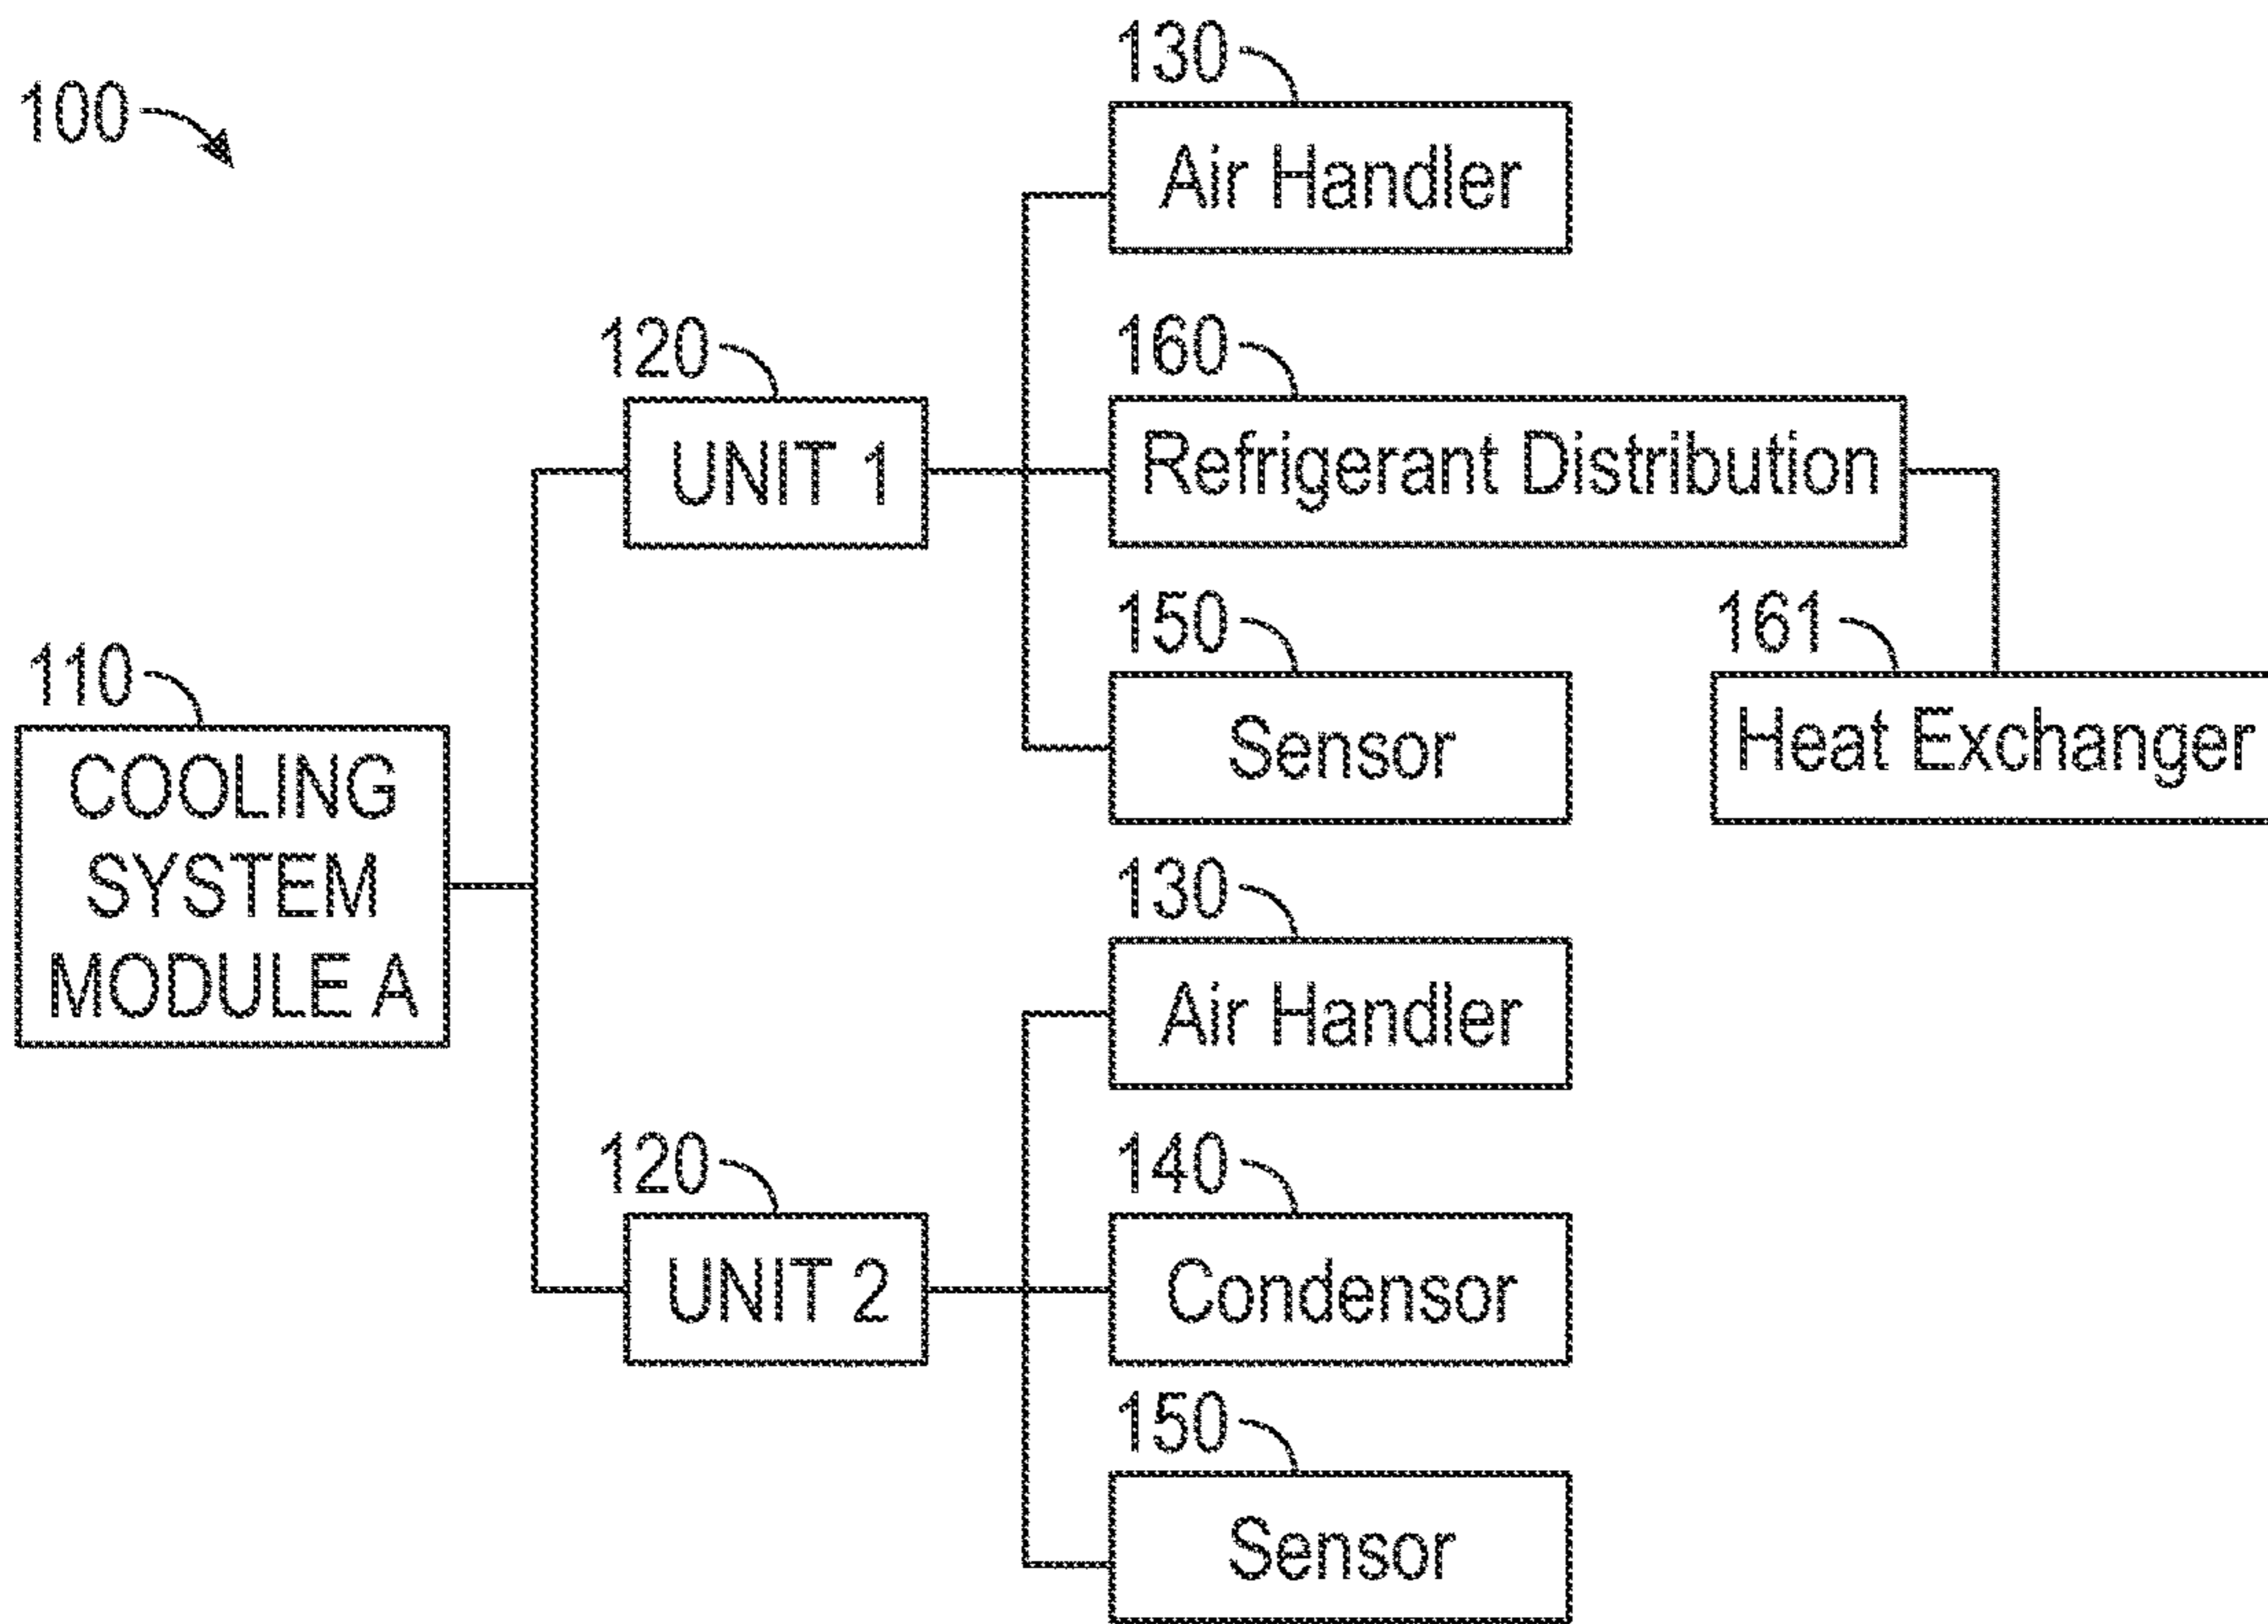 100
130
Air Handler
120
UNIT 1
160
Refrigerant Distribution
150
Sensor
161
Heat Exchanger
110
COOLING
SYSTEM
MODULE A
130
Air Handler
120
UNIT 2
140
Condensor
150
Sensor